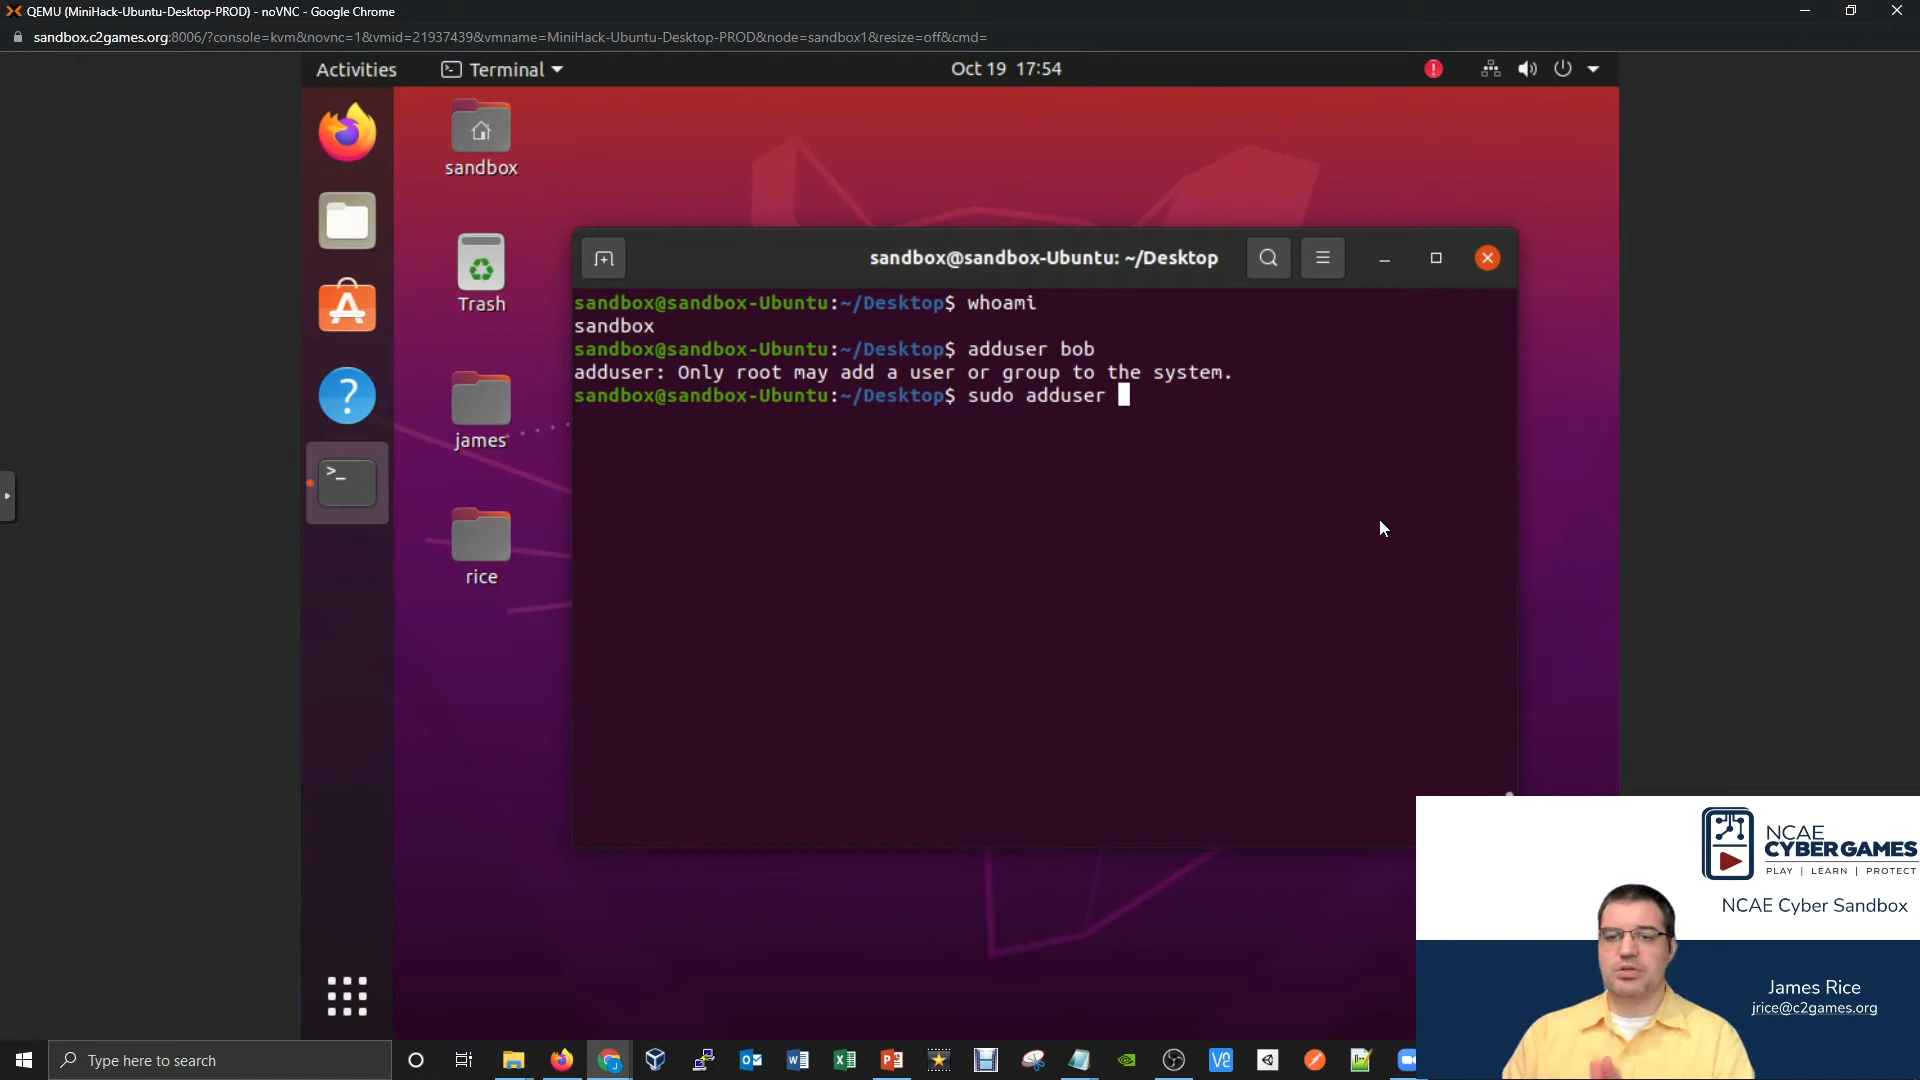 QEMU (MiniHack-Ubuntu-Desktop-PROD) - noVNC - Google Chrome
sandbox.c2games.org:8006/?console=kvm&novnc=1&vmid=21937439&vmname=MiniHack-Ubuntu-Desktop-PROD&node=sandbox1&resize=off&cmd=
Activities
Terminal
Oct 19 17:54
sandbox
Trash
james
rice
sandbox@sandbox-Ubuntu: ~/Desktop
sandbox@sandbox-Ubuntu:~/Desktop$ whoami
sandbox
sandbox@sandbox-Ubuntu:~/Desktop$ adduser bob
adduser: Only root may add a user or group to the system.
sandbox@sandbox-Ubuntu:~/Desktop$ sudo adduser
NCAE
CYBERGAMES
PLAY | LEARN | PROTECT
NCAE Cyber Sandbox
James Rice
jrice@c2games.org
Type here to search